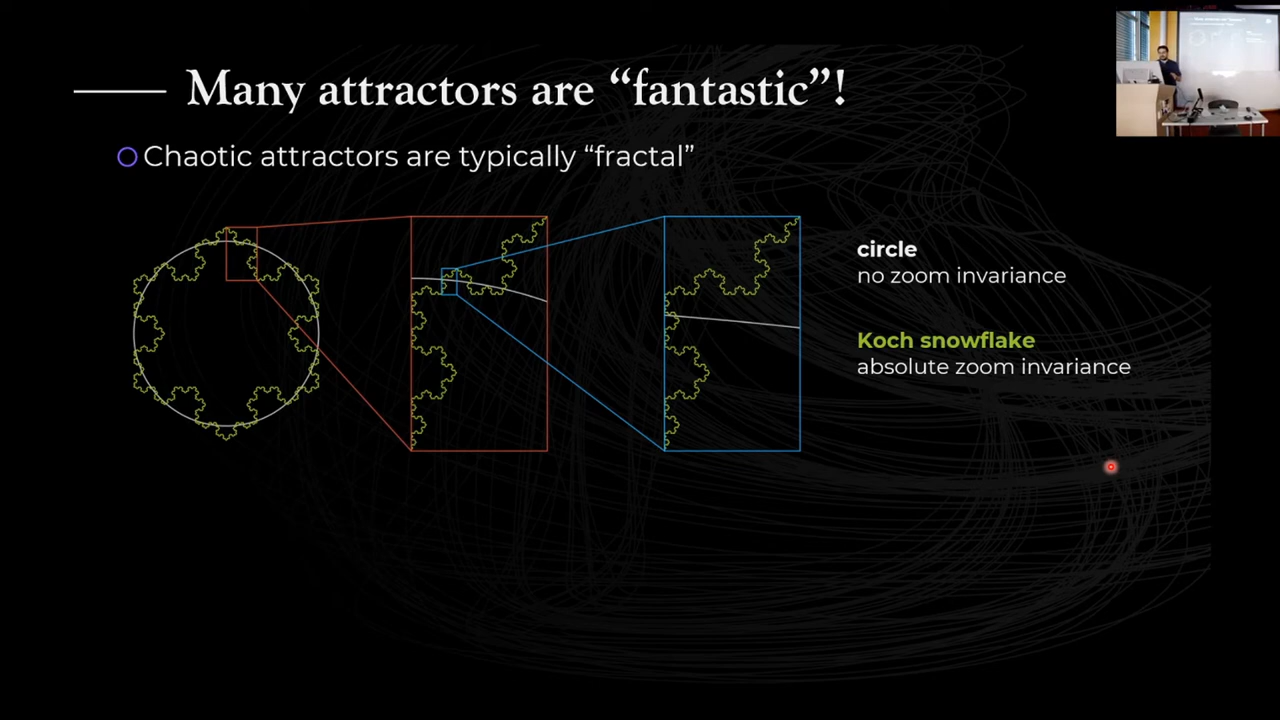 Many attractors are “fantastic”!
Chaotic attractors are typically “fractal”
circle
no zoom invariance
Koch snowflake
absolute zoom invariance